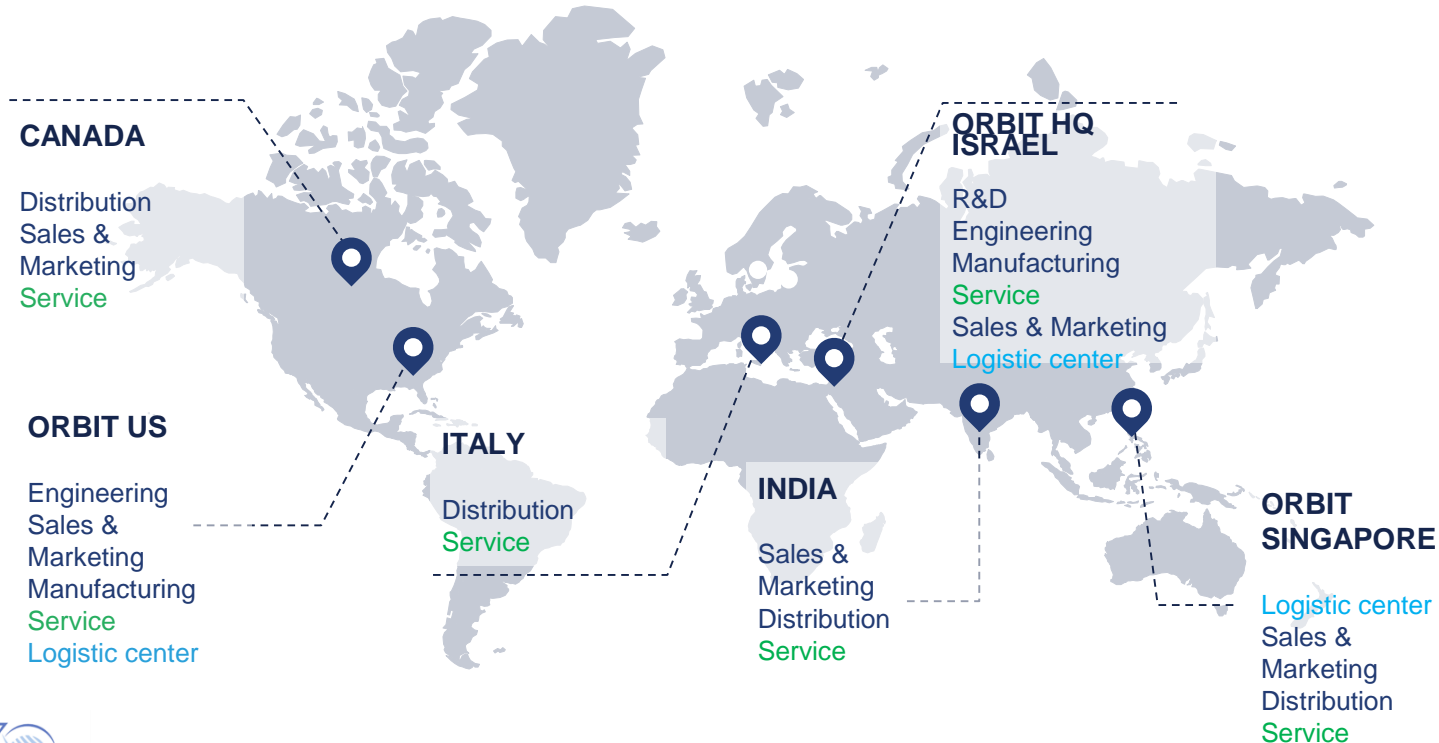 CANADA
Distribution
Sales &
Marketing
Service
ORBIT HQ
ISRAEL
R&D
Engineering
Manufacturing
Service
Sales & Marketing
Logistic center
ORBIT US
Engineering
Sales &
Marketing
Manufacturing
Service
Logistic center
ITALY
Distribution
Service
INDIA
Sales &
Marketing
Distribution
Service
ORBIT
SINGAPORE
Logistic center
Sales &
Marketing
Distribution
Service